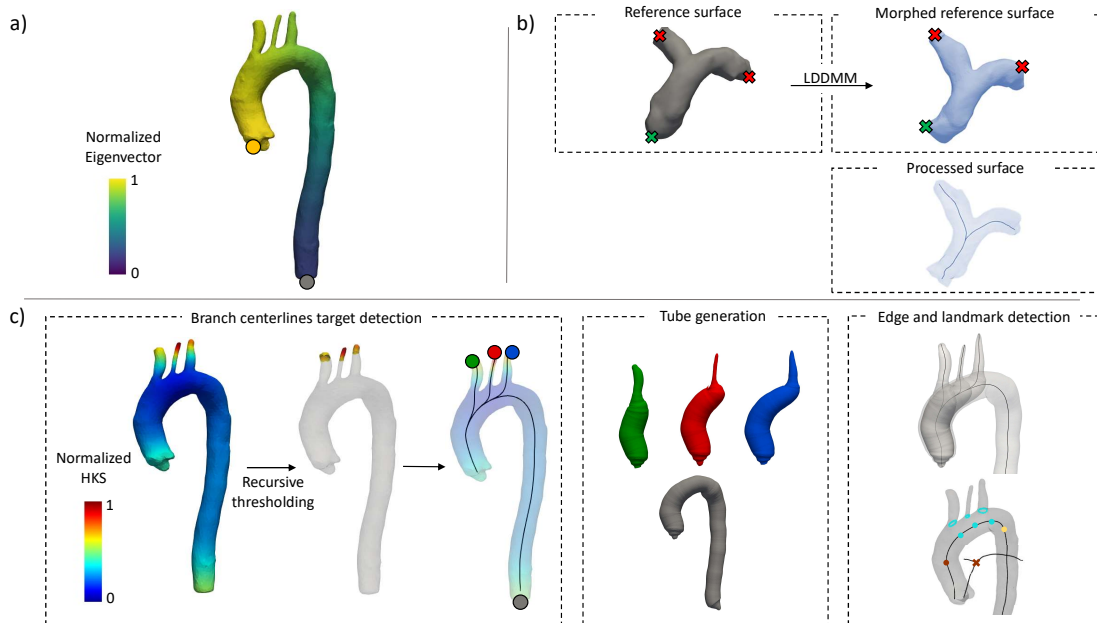 a)
Normalized
Eigenvector
1
0
b)
Reference surface
Morphed reference surface
LDDMM
Processed surface
c)
Branch centerlines target detection
Normalized
HKS
1
0
Recursive
thresholding
Tube generation
Edge and landmark detection